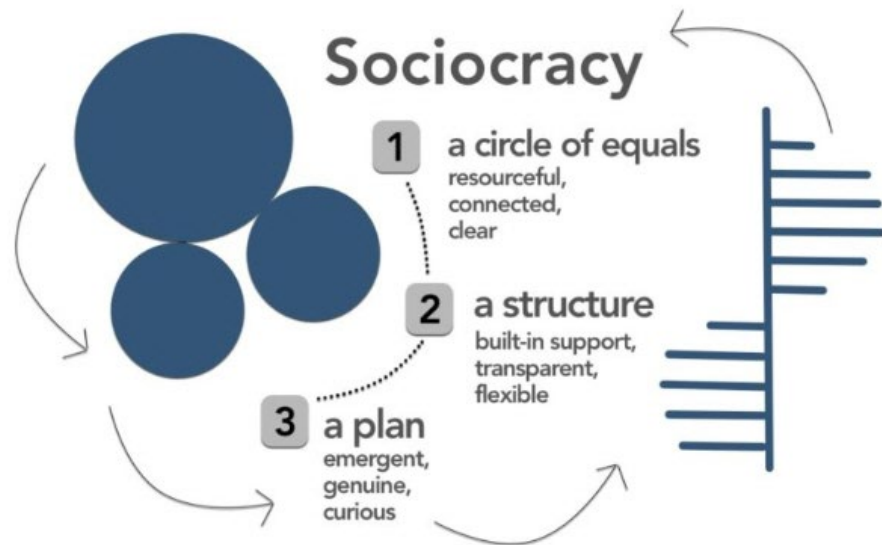 Sociocracy
1
a circle of equals
resourceful,
connected,
clear
2
a structure
built-in support,
transparent,
flexible
3
a plan
emergent,
genuine,
curious